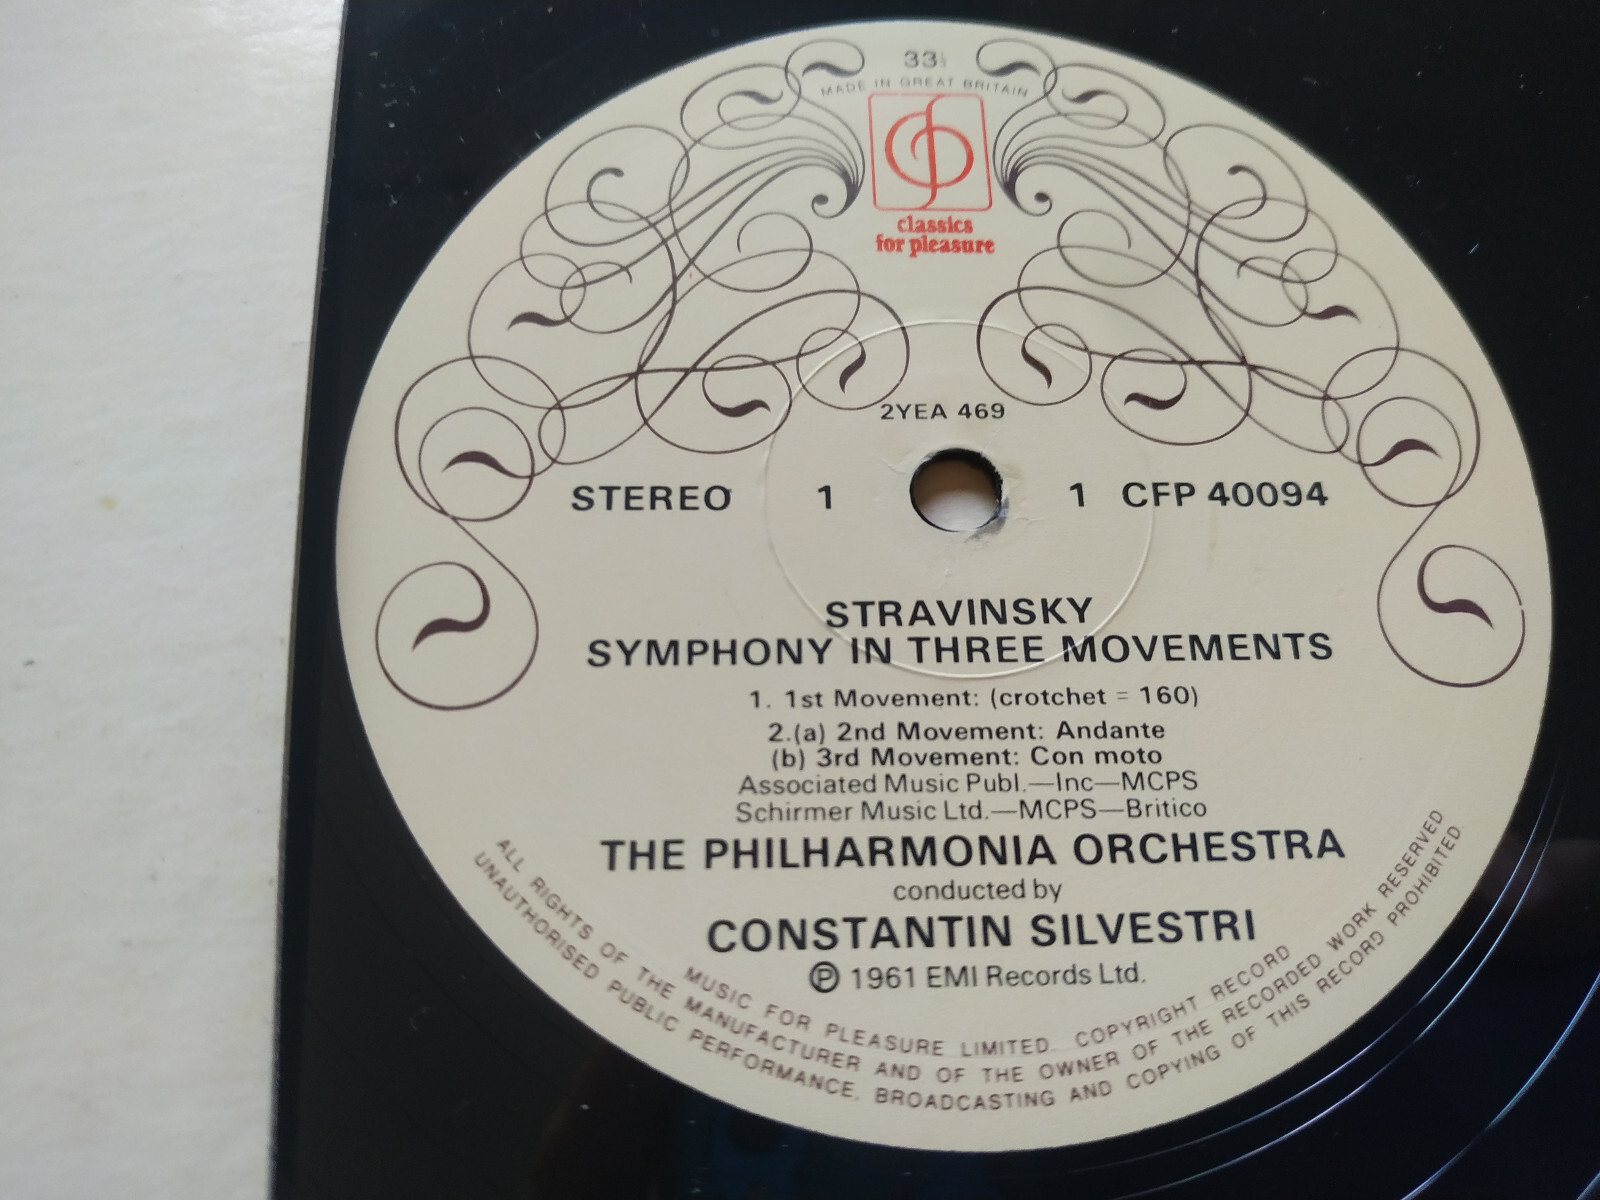 33⅓
MADE IN GREAT BRITAIN
classics
for pleasure
2YEA 469
STEREO 1 1 CFP 40094
STRAVINSKY
SYMPHONY IN THREE MOVEMENTS
1. 1st Movement: (crotchet = 160)
2.(a) 2nd Movement: Andante
(b) 3rd Movement: Con moto
Associated Music Publ.—Inc—MCPS
Schirmer Music Ltd.—MCPS—Britico
THE PHILHARMONIA ORCHESTRA
conducted by
CONSTANTIN SILVESTRI
℗ 1961 EMI Records Ltd.
MUSIC FOR PLEASURE LIMITED. COPYRIGHT RECORD
ALL RIGHTS OF THE MANUFACTURER AND OF THE OWNER OF THE RECORDED WORK RESERVED
UNAUTHORISED PUBLIC PERFORMANCE, BROADCASTING AND COPYING OF THIS RECORD PROHIBITED